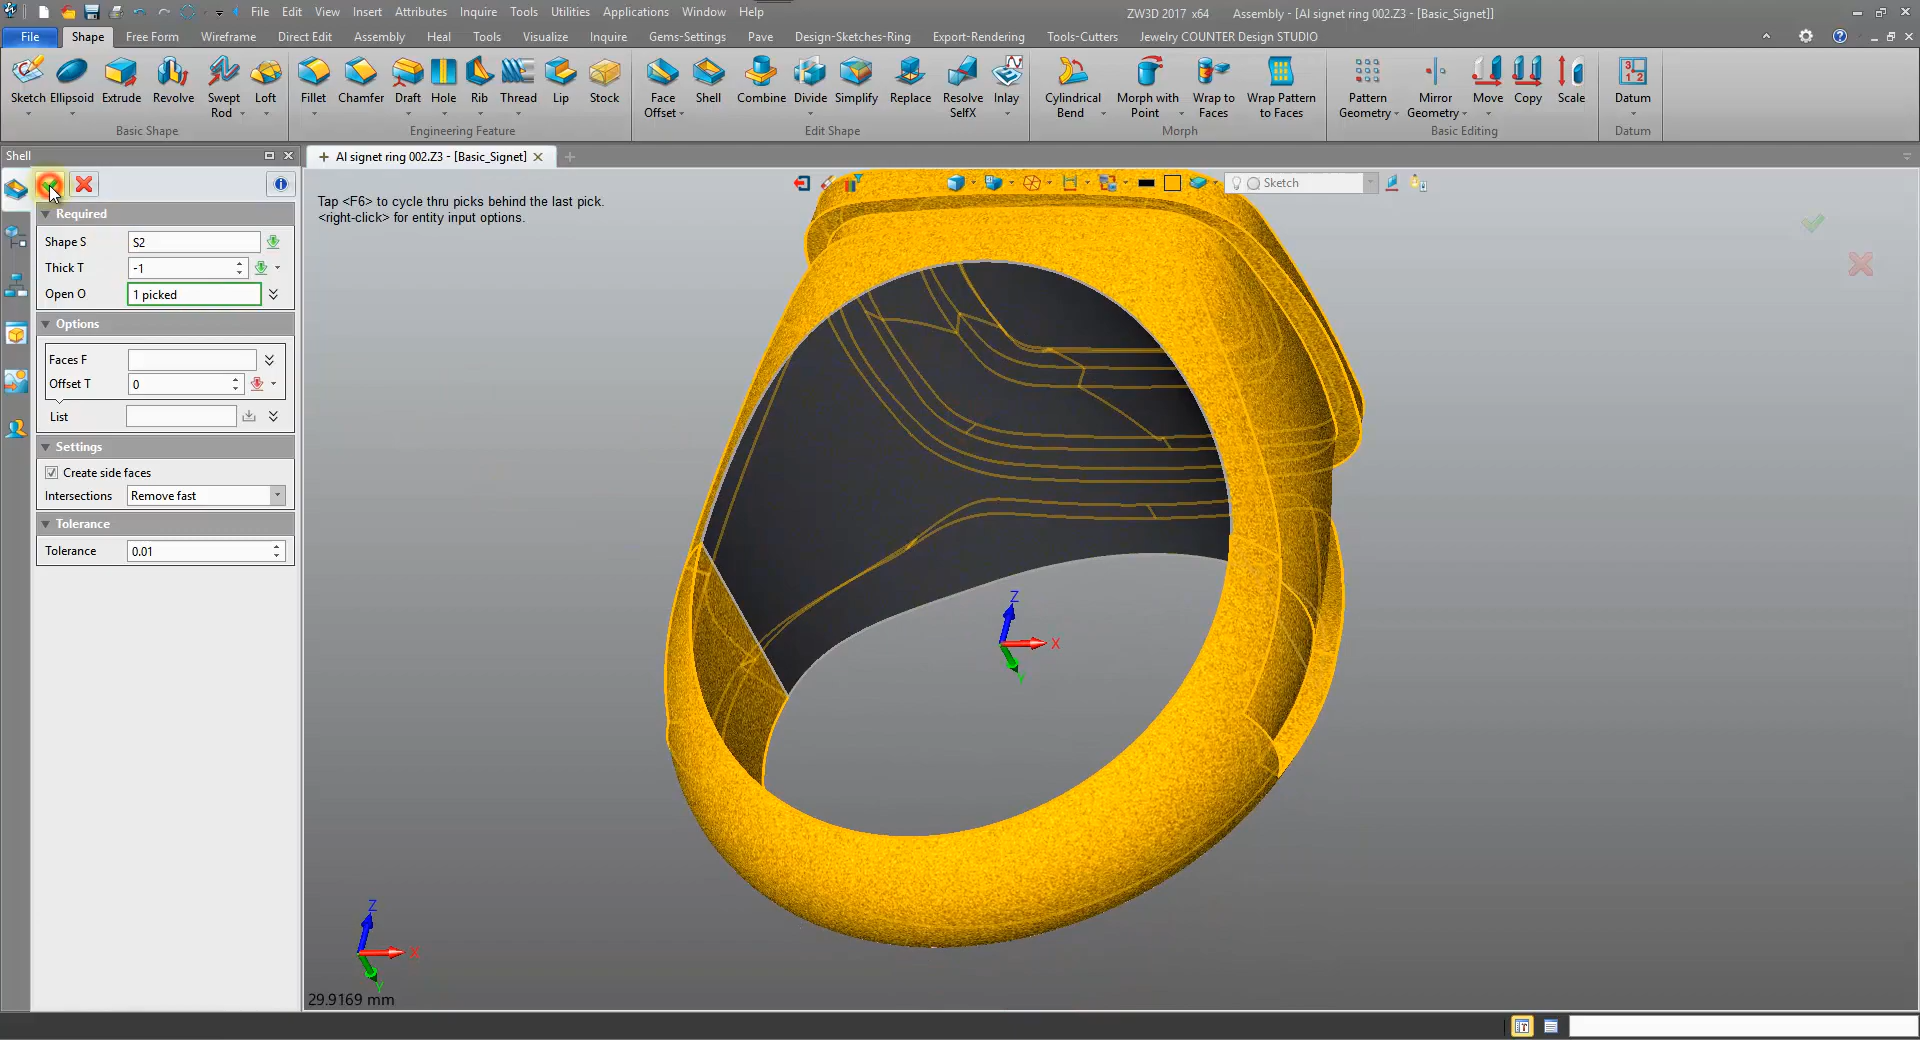 File Edit View Insert Attributes Inquire Tools Utilities Applications Window Help
ZW3D 2017 x64 Assembly - [AI signet ring 002.Z3 - [Basic_Signet]]
File Shape Free Form Wireframe Direct Edit Assembly Heal Tools Visualize Inquire Gems-Settings Pave Design-Sketches-Ring Export-Rendering Tools-Cutters Jewelry COUNTER Design STUDIO
Sketch Ellipsoid Extrude Revolve Swept Rod Loft
Basic Shape
Fillet Chamfer Draft Hole Rib Thread Lip Stock
Engineering Feature
Face Offset Shell Combine Divide Simplify Replace Resolve SelfX Inlay
Edit Shape
Cylindrical Bend Morph with Point Wrap to Faces Wrap Pattern to Faces
Morph
Pattern Geometry Mirror Geometry Move Copy Scale
Basic Editing
Datum
Datum
Shell
AI signet ring 002.Z3 - [Basic_Signet]
Required
Shape S S2
Thick T -1
Open O 1 picked
Options
Faces F
Offset T 0
List
Settings
Create side faces
Intersections Remove fast
Tolerance
Tolerance 0.01
Tap <F6> to cycle thru picks behind the last pick.
<right-click> for entity input options.
Sketch
Z
X
Y
Z
X
Y
29.9169 mm